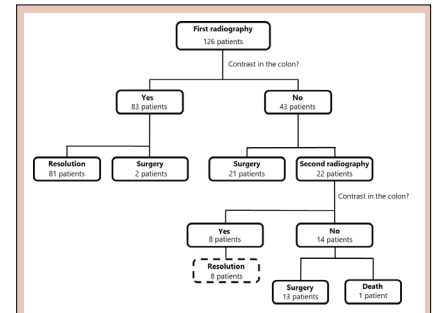 First radiography
126 patients
Contrast in the colon?
Yes
83 patients
No
43 patients
Resolution
81 patients
Surgery
2 patients
Surgery
21 patients
Second radiography
22 patients
Contrast in the colon?
Yes
8 patients
No
14 patients
Resolution
8 patients
Surgery
13 patients
Death
1 patient